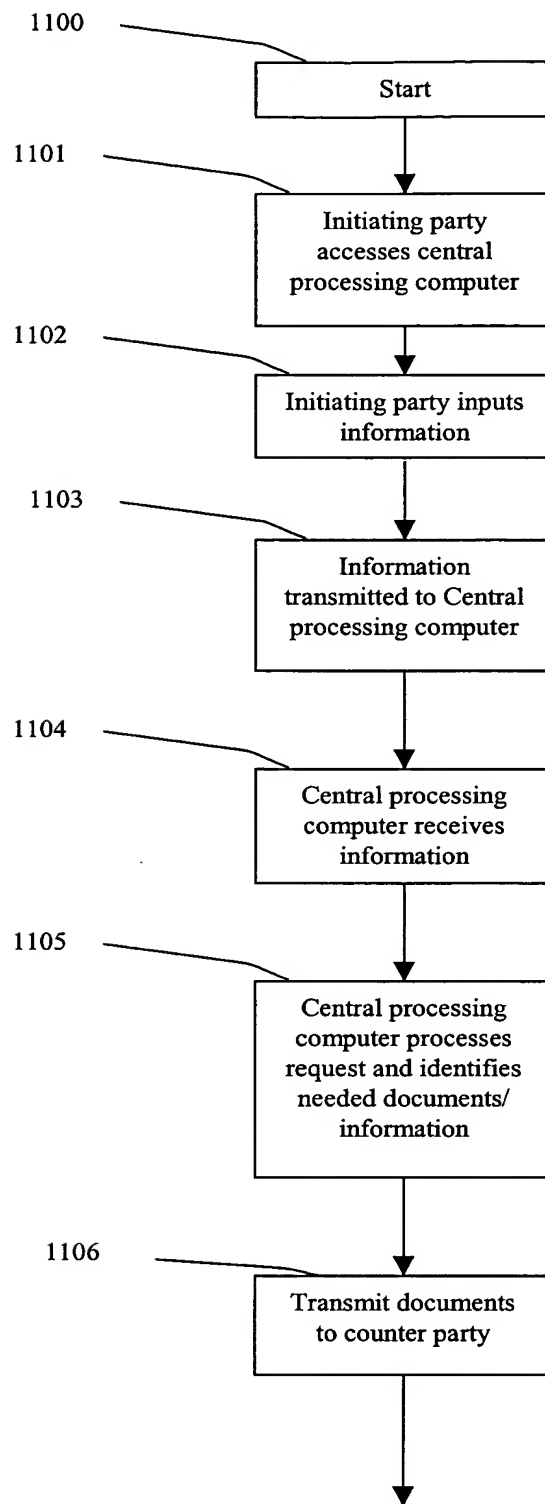 1100
Start
1101
Initiating party
accesses central
processing computer
1102
Initiating party inputs
information
1103
Information
transmitted to Central
processing computer
1104
Central processing
computer receives
information
1105
Central processing
computer processes
request and identifies
needed documents/
information
1106
Transmit documents
to counter party